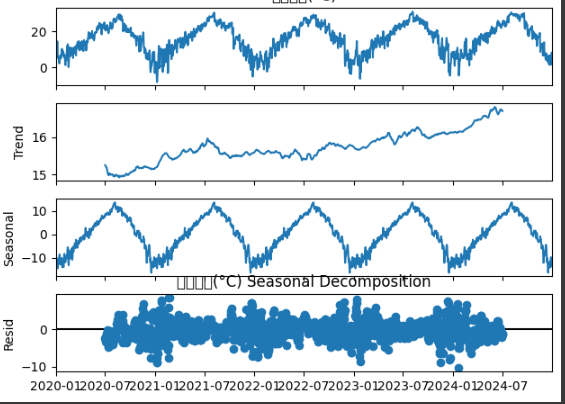 (°C)
20
0
Trend
16
15
Seasonal
10
0
−10
(°C) Seasonal Decomposition
Resid
0
−10
2020-01 2020-07 2021-01 2021-07 2022-01 2022-07 2023-01 2023-07 2024-01 2024-07